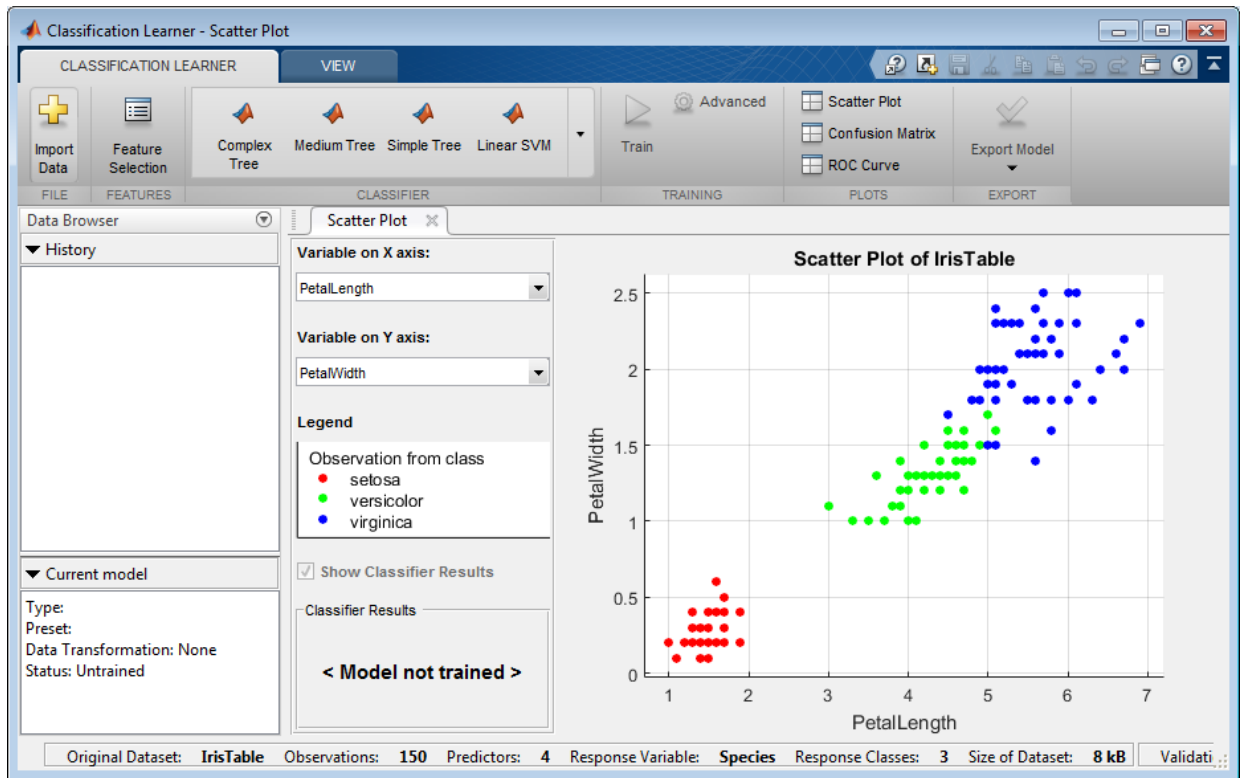 Classification Learner - Scatter Plot
CLASSIFICATION LEARNER
VIEW
Import Data
Feature Selection
Complex Tree
Medium Tree
Simple Tree
Linear SVM
Train
Advanced
Scatter Plot
Confusion Matrix
ROC Curve
Export Model
FILE
FEATURES
CLASSIFIER
TRAINING
PLOTS
EXPORT
Data Browser
History
Current model
Type:
Preset:
Data Transformation: None
Status: Untrained
Scatter Plot
Variable on X axis:
PetalLength
Variable on Y axis:
PetalWidth
Legend
Observation from class
setosa
versicolor
virginica
Show Classifier Results
Classifier Results
< Model not trained >
Scatter Plot of IrisTable
PetalWidth
2.5
2
1.5
1
0.5
0
1 2 3 4 5 6 7
PetalLength
Original Dataset: IrisTable Observations: 150 Predictors: 4 Response Variable: Species Response Classes: 3 Size of Dataset: 8 kB Validati